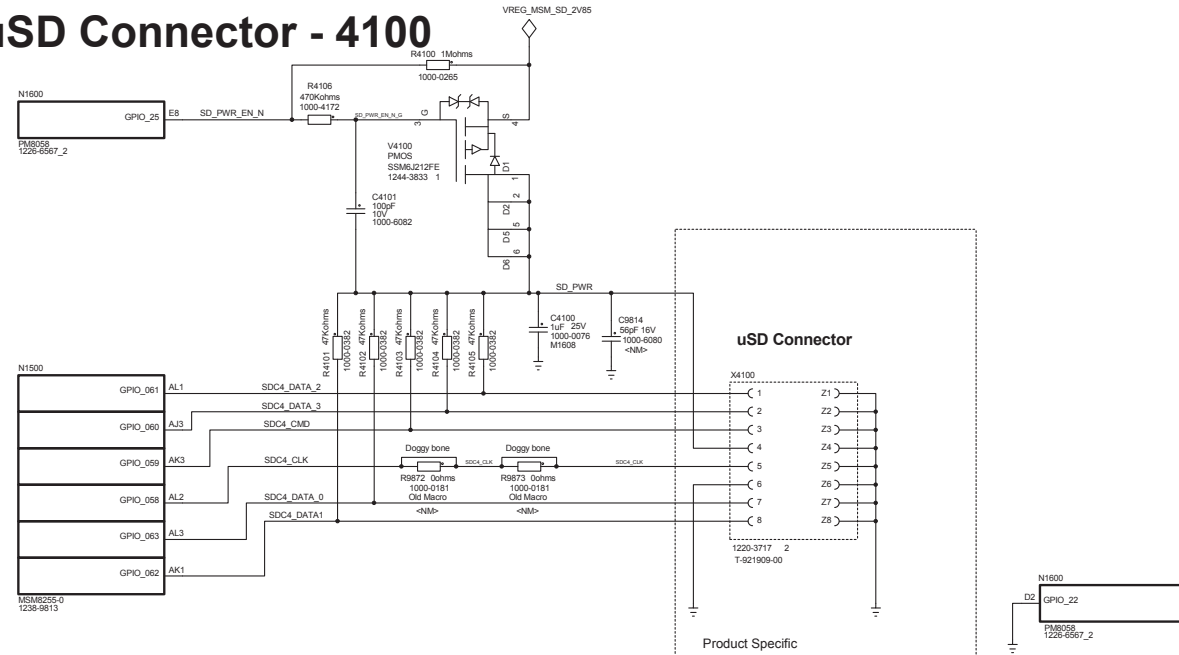 uSD Connector - 4100
VREG_MSM_SD_2V85
R4100 1Mohms
1000-0265
R4106
470Kohms
1000-4172
N1600
GPIO_25
E8
SD_PWR_EN_N
SD_PWR_EN_N_G
PM8058
1226-6567_2
3
G
S
4
V4100
PMOS
SSM6J212FE
1244-3833 1
D1
1
D2
2
D5
5
D6
6
C4101
100pF
10V
1000-6082
SD_PWR
R4101 47Kohms
1000-0382
R4102 47Kohms
1000-0382
R4103 47Kohms
1000-0382
R4104 47Kohms
1000-0382
R4105 47Kohms
1000-0382
C4100
1uF 25V
1000-0076
M1608
C9814
56pF 16V
1000-6080
<NM>
uSD Connector
N1500
GPIO_061
AL1
SDC4_DATA_2
GPIO_060
AJ3
SDC4_DATA_3
GPIO_059
AK3
SDC4_CMD
GPIO_058
AL2
SDC4_CLK
GPIO_063
AL3
SDC4_DATA_0
GPIO_062
AK1
SDC4_DATA1
MSM8255-0
1238-9813
Doggy bone
R9872 0ohms
1000-0181
Old Macro
<NM>
SDC4_CLK
Doggy bone
R9873 0ohms
1000-0181
Old Macro
<NM>
SDC4_CLK
X4100
1 Z1
2 Z2
3 Z3
4 Z4
5 Z5
6 Z6
7 Z7
8 Z8
1220-3717 2
T-921909-00
Product Specific
N1600
D2
GPIO_22
PM8058
1226-6567_2